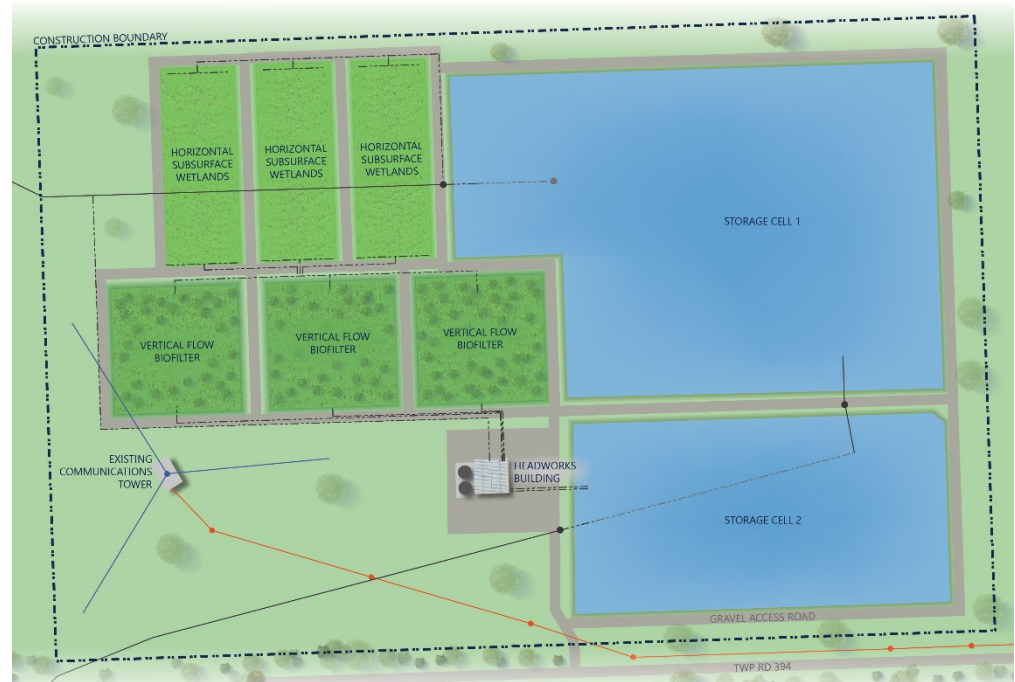 CONSTRUCTION BOUNDARY
HORIZONTAL
SUBSURFACE
WETLANDS
HORIZONTAL
SUBSURFACE
WETLANDS
HORIZONTAL
SUBSURFACE
WETLANDS
STORAGE CELL 1
VERTICAL FLOW
BIOFILTER
VERTICAL FLOW
BIOFILTER
VERTICAL FLOW
BIOFILTER
EXISTING
COMMUNICATIONS
TOWER
HEADWORKS
BUILDING
STORAGE CELL 2
GRAVEL ACCESS ROAD
TWP RD 394